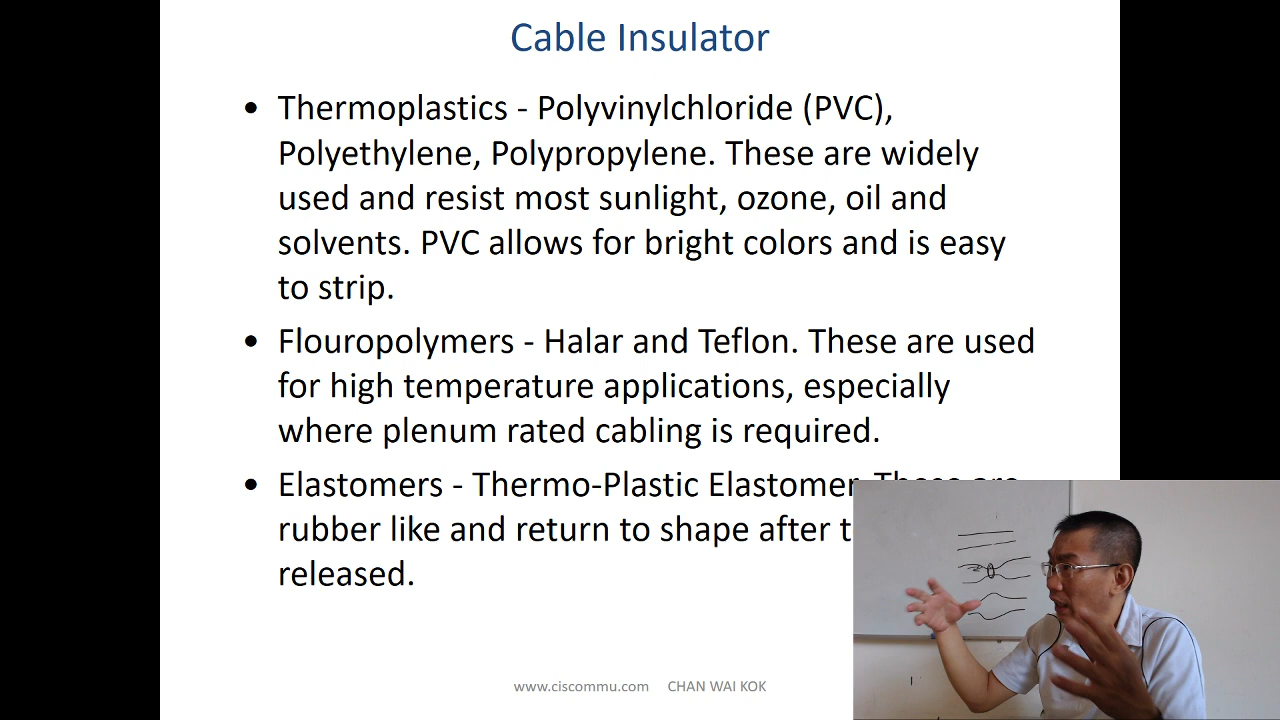 Cable Insulator
• Thermoplastics - Polyvinylchloride (PVC),
Polyethylene, Polypropylene. These are widely
used and resist most sunlight, ozone, oil and
solvents. PVC allows for bright colors and is easy
to strip.
• Flouropolymers - Halar and Teflon. These are used
for high temperature applications, especially
where plenum rated cabling is required.
• Elastomers - Thermo-Plastic Elastomer. These are
rubber like and return to shape after
released.
www.ciscommu.com CHAN WAI KOK